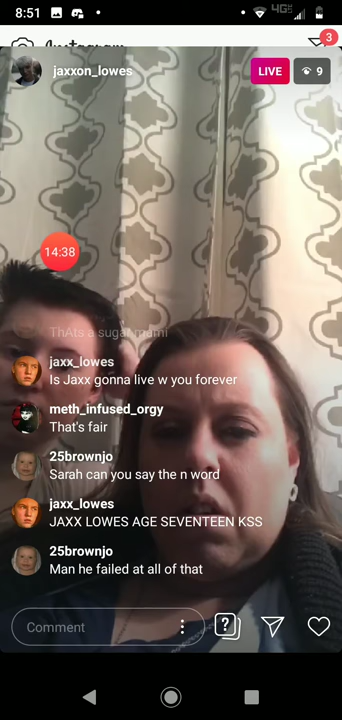 8:51
4G
Instagram
3
jaxxon_lowes
LIVE
9
14:38
ThAts a sugar mami
jaxx_lowes
Is Jaxx gonna live w you forever
meth_infused_orgy
That's fair
25brownjo
Sarah can you say the n word
jaxx_lowes
JAXX LOWES AGE SEVENTEEN KSS
25brownjo
Man he failed at all of that
Comment
?